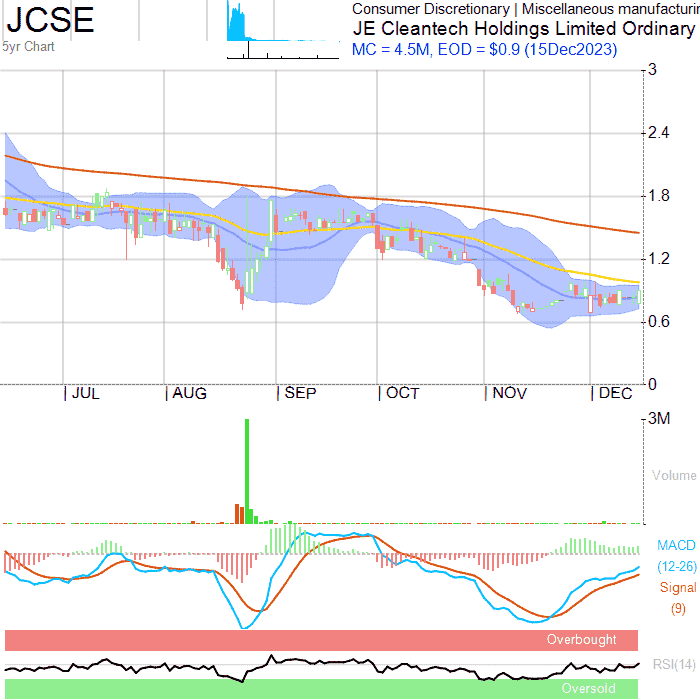 JCSE
5yr Chart
Consumer Discretionary | Miscellaneous manufacturin
JE Cleantech Holdings Limited Ordinary
MC = 4.5M, EOD = $0.9 (15Dec2023)
3
2.4
1.8
1.2
0.6
0
JUL AUG SEP OCT NOV DEC
3M
Volume
MACD
(12-26)
Signal
(9)
Overbought
RSI(14)
Oversold